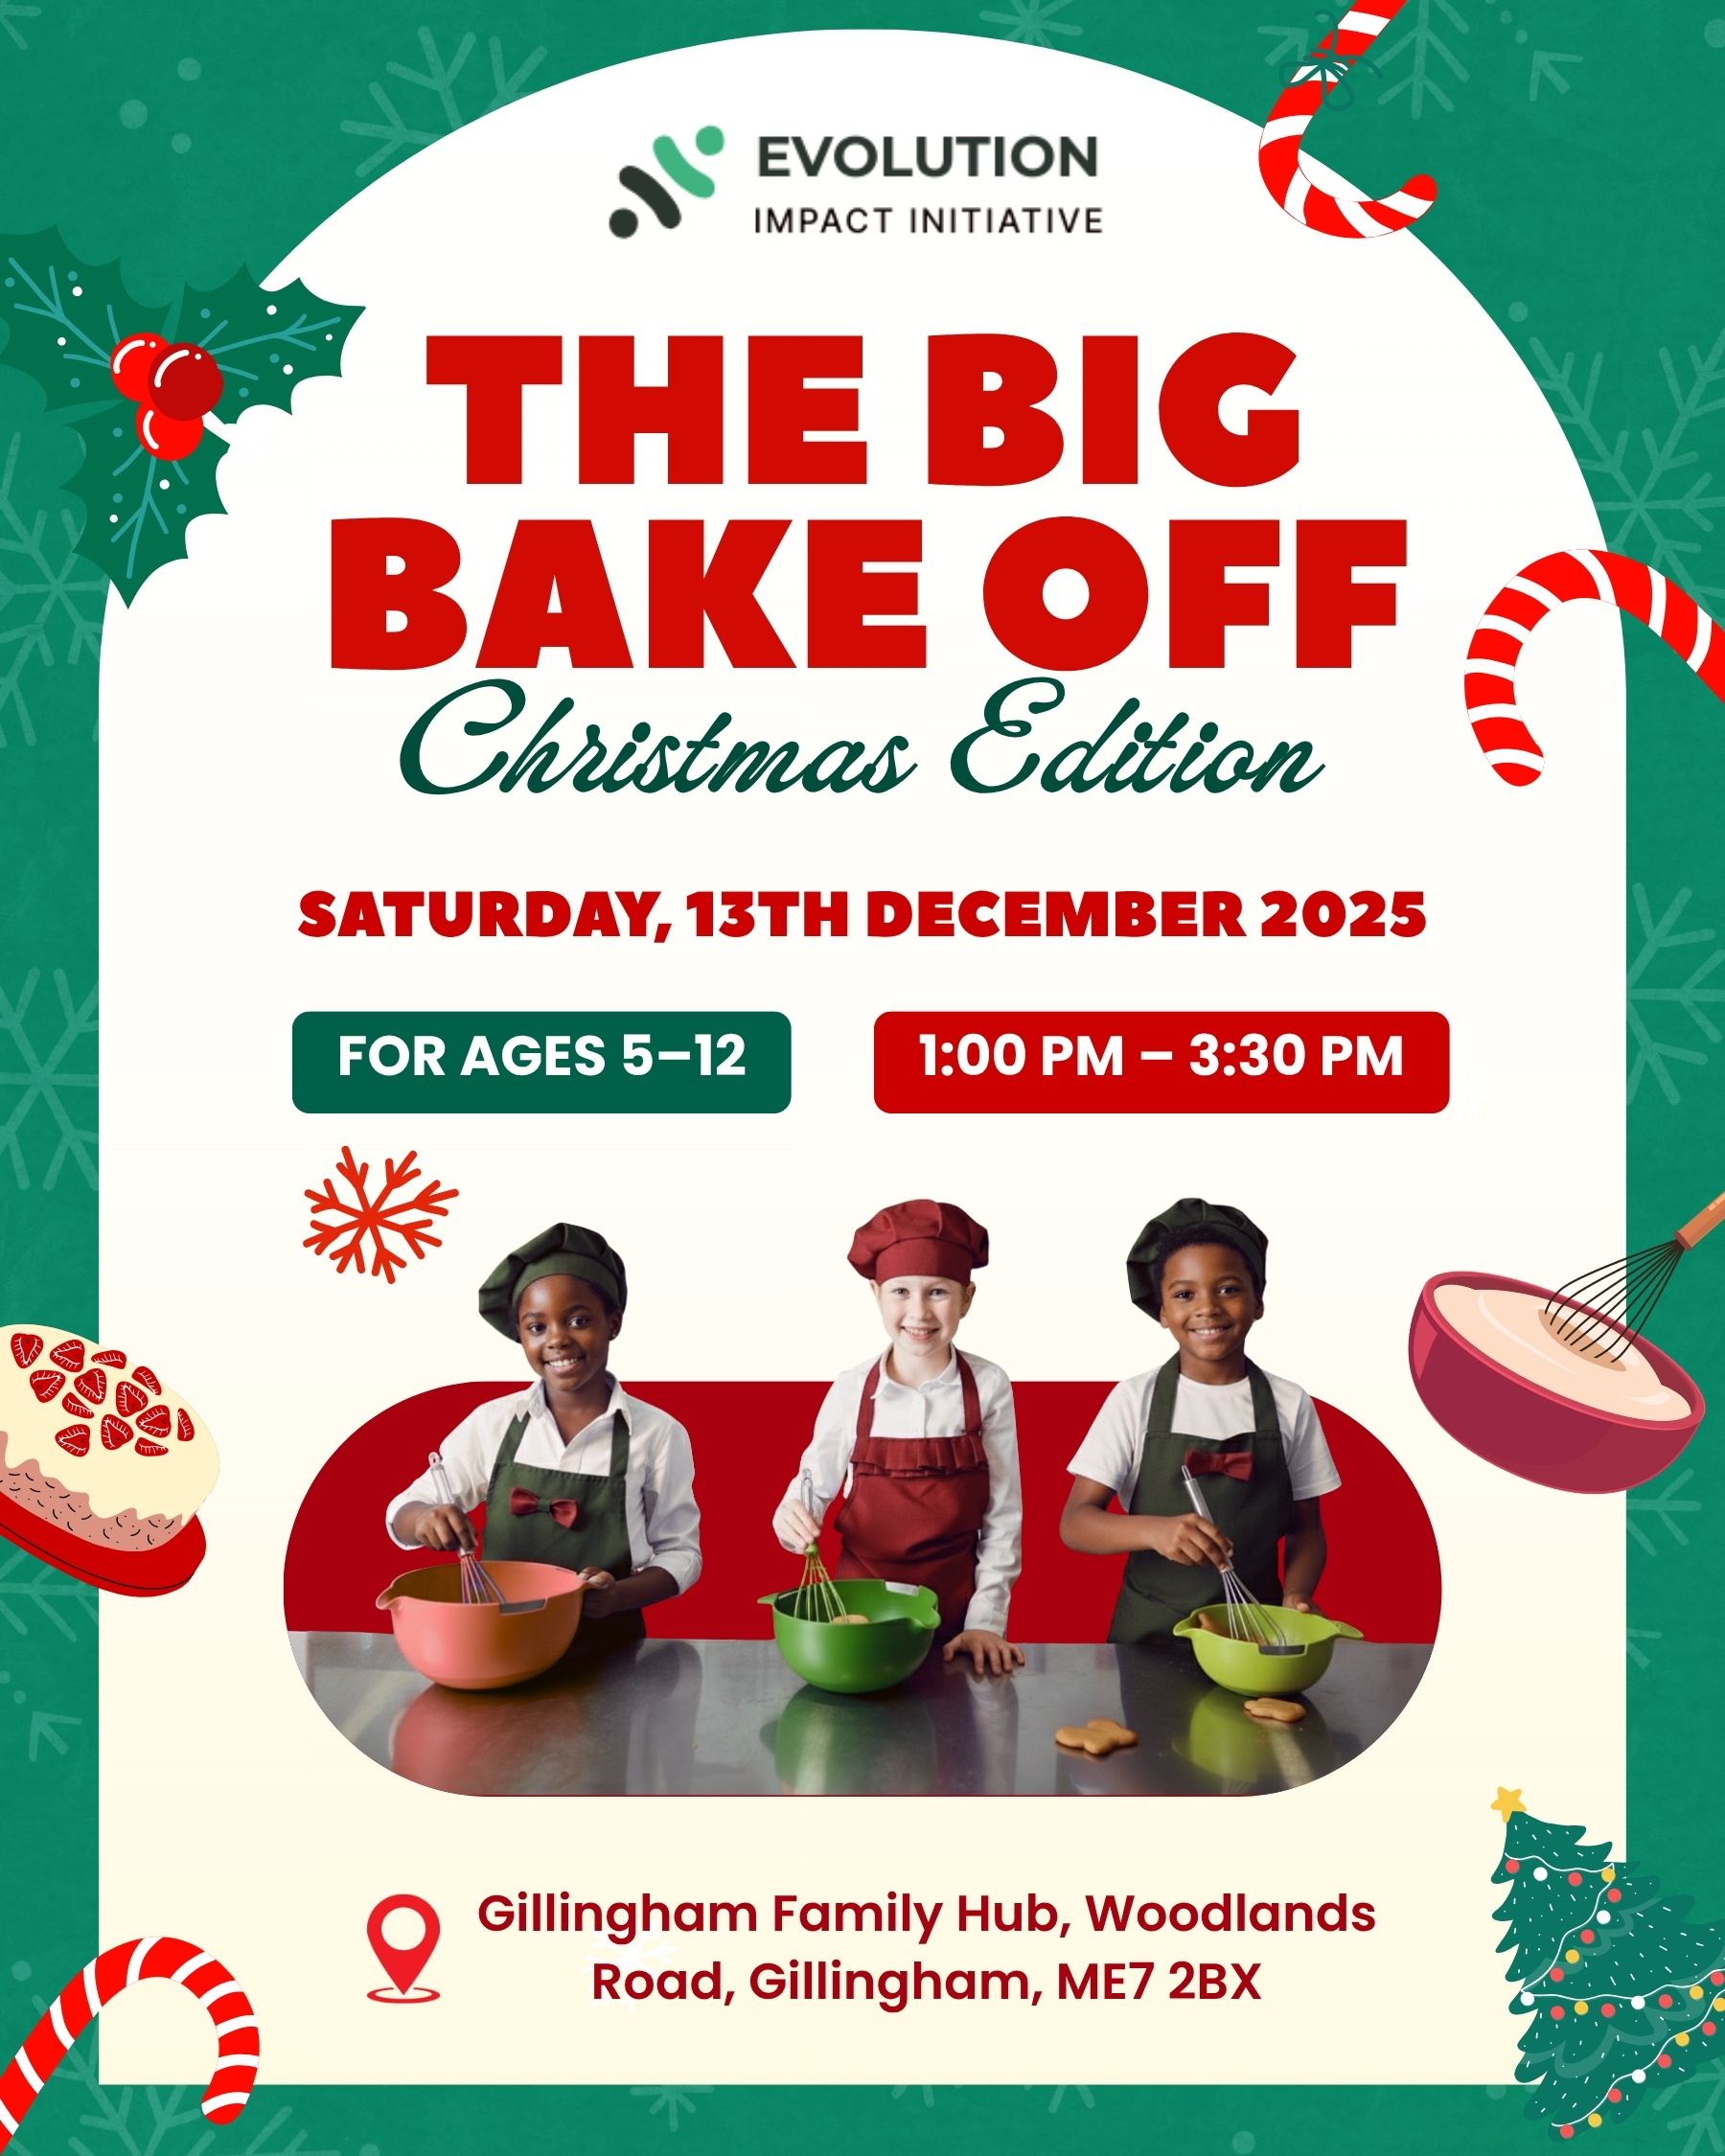 EVOLUTION
IMPACT INITIATIVE
THE BIG
BAKE OFF
Christmas Edition
SATURDAY, 13TH DECEMBER 2025
FOR AGES 5–12
1:00 PM – 3:30 PM
Gillingham Family Hub, Woodlands
Road, Gillingham, ME7 2BX